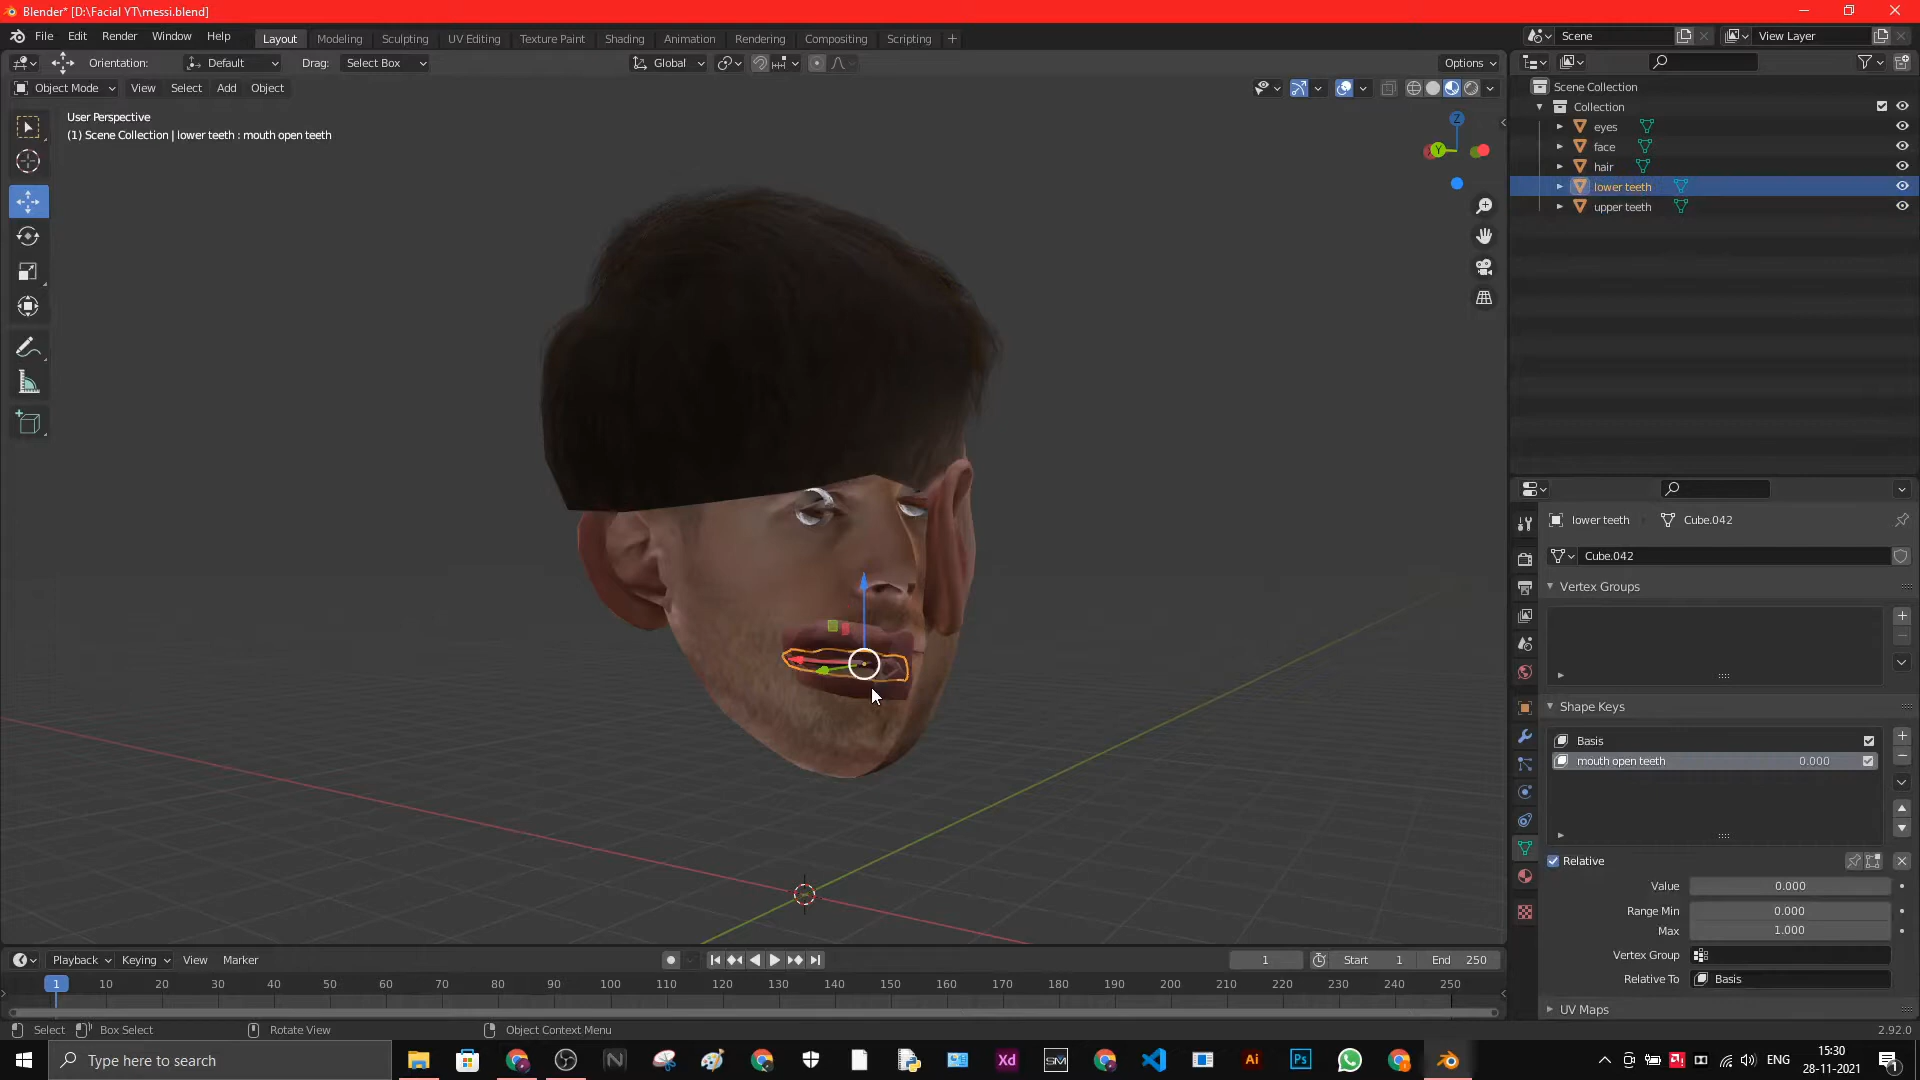 Blender* [D:\Facial YT\messi.blend]
File Edit Render Window Help Layout Modeling Sculpting UV Editing Texture Paint Shading Animation Rendering Compositing Scripting + Scene View Layer
Orientation: Default Drag: Select Box Global Options
Object Mode View Select Add Object
User Perspective
(1) Scene Collection | lower teeth : mouth open teeth
Z
Y
Scene Collection
Collection
eyes
face
hair
lower teeth
upper teeth
lower teeth Cube.042
Cube.042
Vertex Groups
Shape Keys
Basis
mouth open teeth 0.000
Relative
Value 0.000
Range Min 0.000
Max 1.000
Vertex Group
Relative To Basis
UV Maps
Playback Keying View Marker 1 Start 1 End 250
1 10 20 30 40 50 60 70 80 90 100 110 120 130 140 150 160 170 180 190 200 210 220 230 240 250
Select Box Select Rotate View Object Context Menu 2.92.0
Type here to search
Xd SM Ai Ps
ENG 15:30
28-11-2021
1